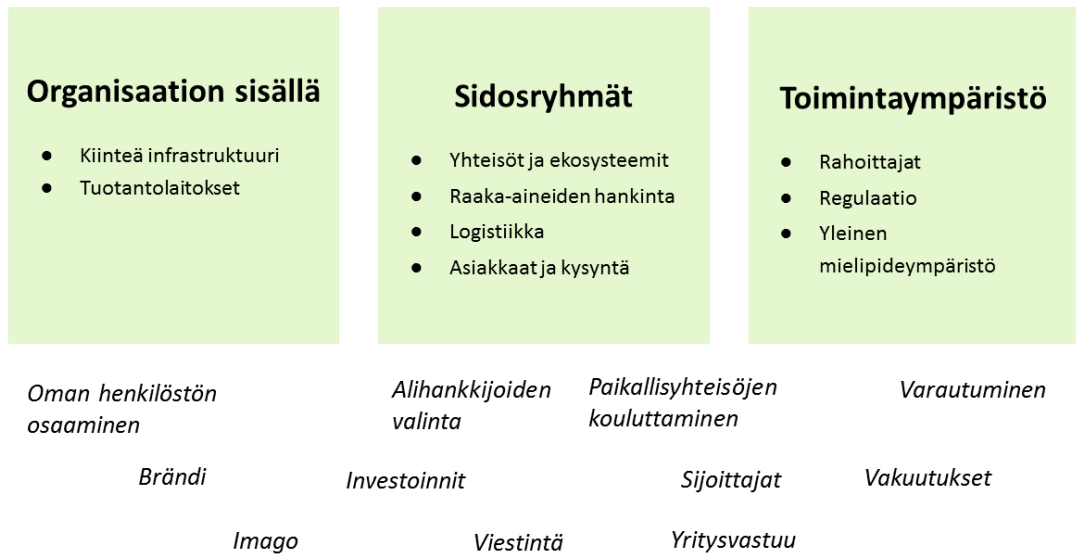 Organisaation sisällä
● Kiinteä infrastruktuuri
● Tuotantolaitokset
Sidosryhmät
● Yhteisöt ja ekosysteemit
● Raaka-aineiden hankinta
● Logistiikka
● Asiakkaat ja kysyntä
Toimintaympäristö
● Rahoittajat
● Regulaatio
● Yleinen
mielipideympäristö
Oman henkilöstön
osaaminen
Alihankkijoiden
valinta
Paikallisyhteisöjen
kouluttaminen
Varautuminen
Brändi
Investoinnit
Sijoittajat
Vakuutukset
Imago
Viestintä
Yritysvastuu